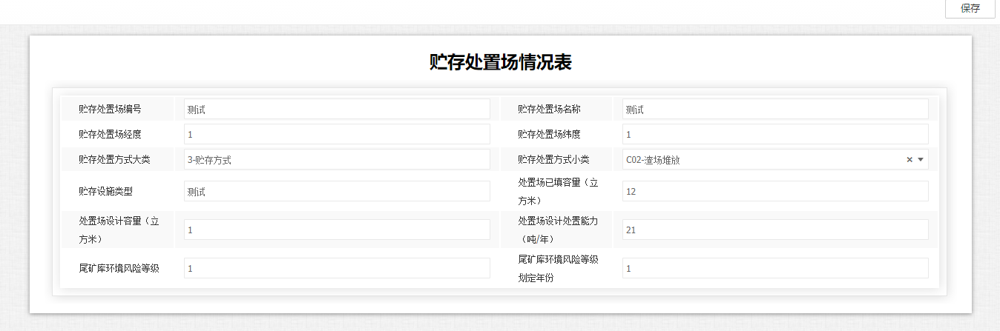 保存
贮存处置场情况表
贮存处置场编号 测试 贮存处置场名称 测试
贮存处置场经度 1 贮存处置场纬度 1
贮存处置方式大类 3-贮存方式 贮存处置方式小类 C02-渣场堆放
贮存设施类型 测试 处置场已填容量（立
方米） 12
处置场设计容量（立
方米） 1 处置场设计处置能力
（吨/年） 21
尾矿库环境风险等级 1 尾矿库环境风险等级
划定年份 1